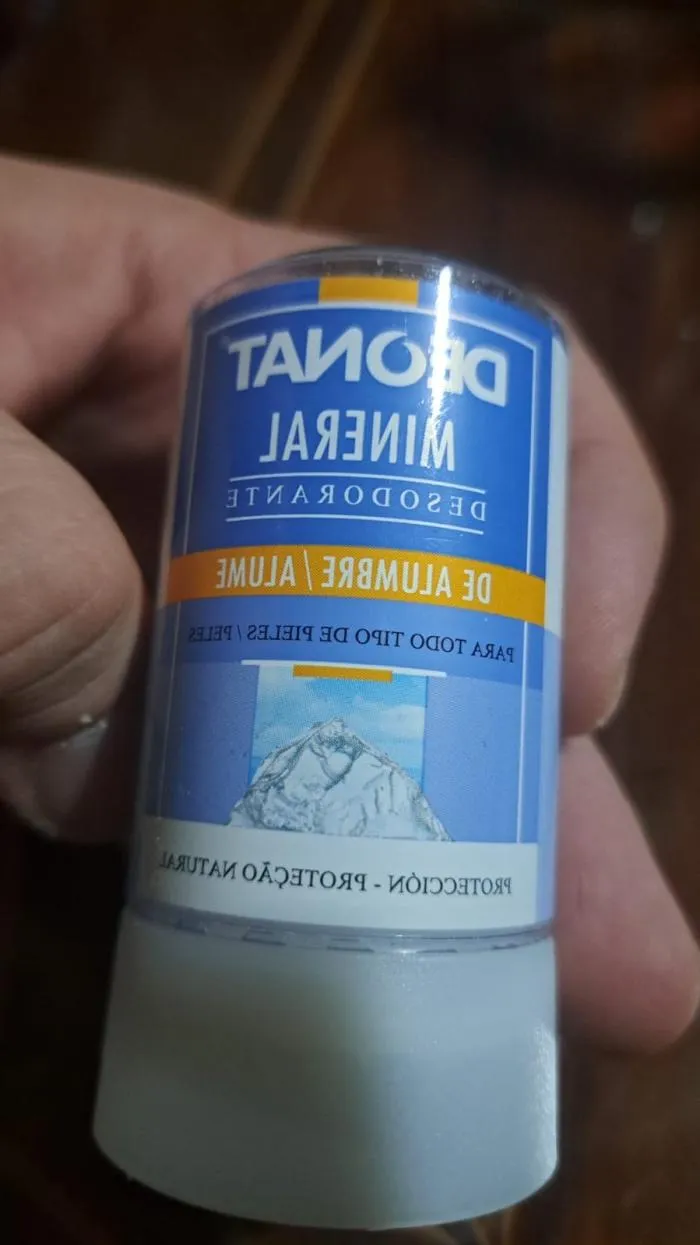 DEONAT
MINERAL
DESODORANTE
DE ALUMBRE / ALUME
PARA TODO TIPO DE PIELES / PELES
PROTECCIÓN - PROTEÇÃO NATURAL